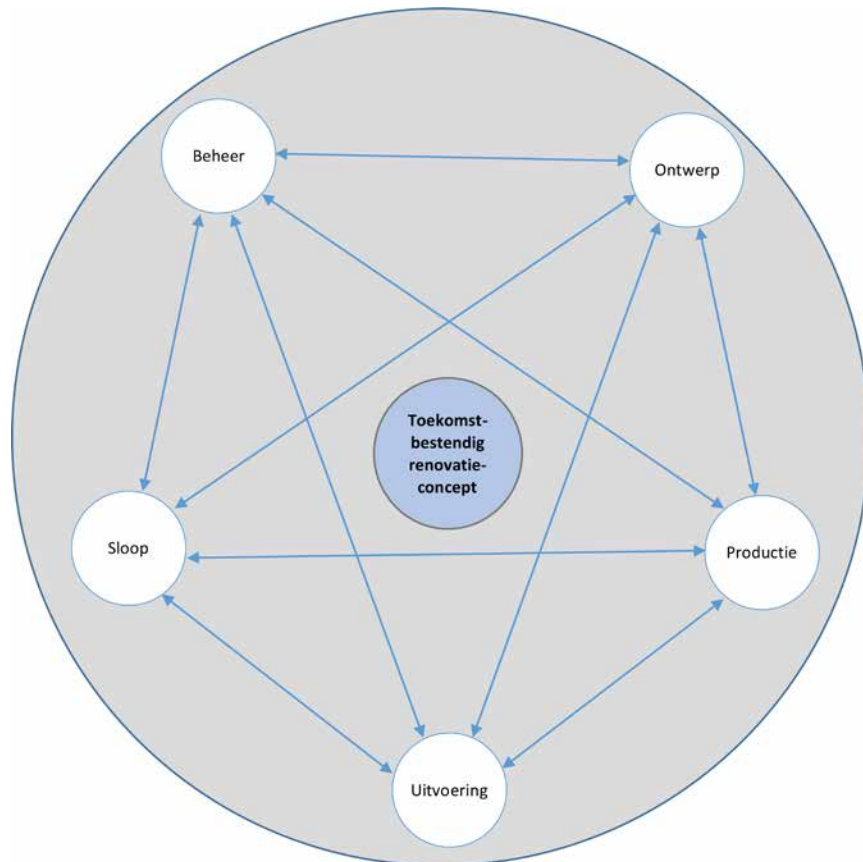 Beheer
Ontwerp
Toekomst-
bestendig
renovatie-
concept
Sloop
Productie
Uitvoering